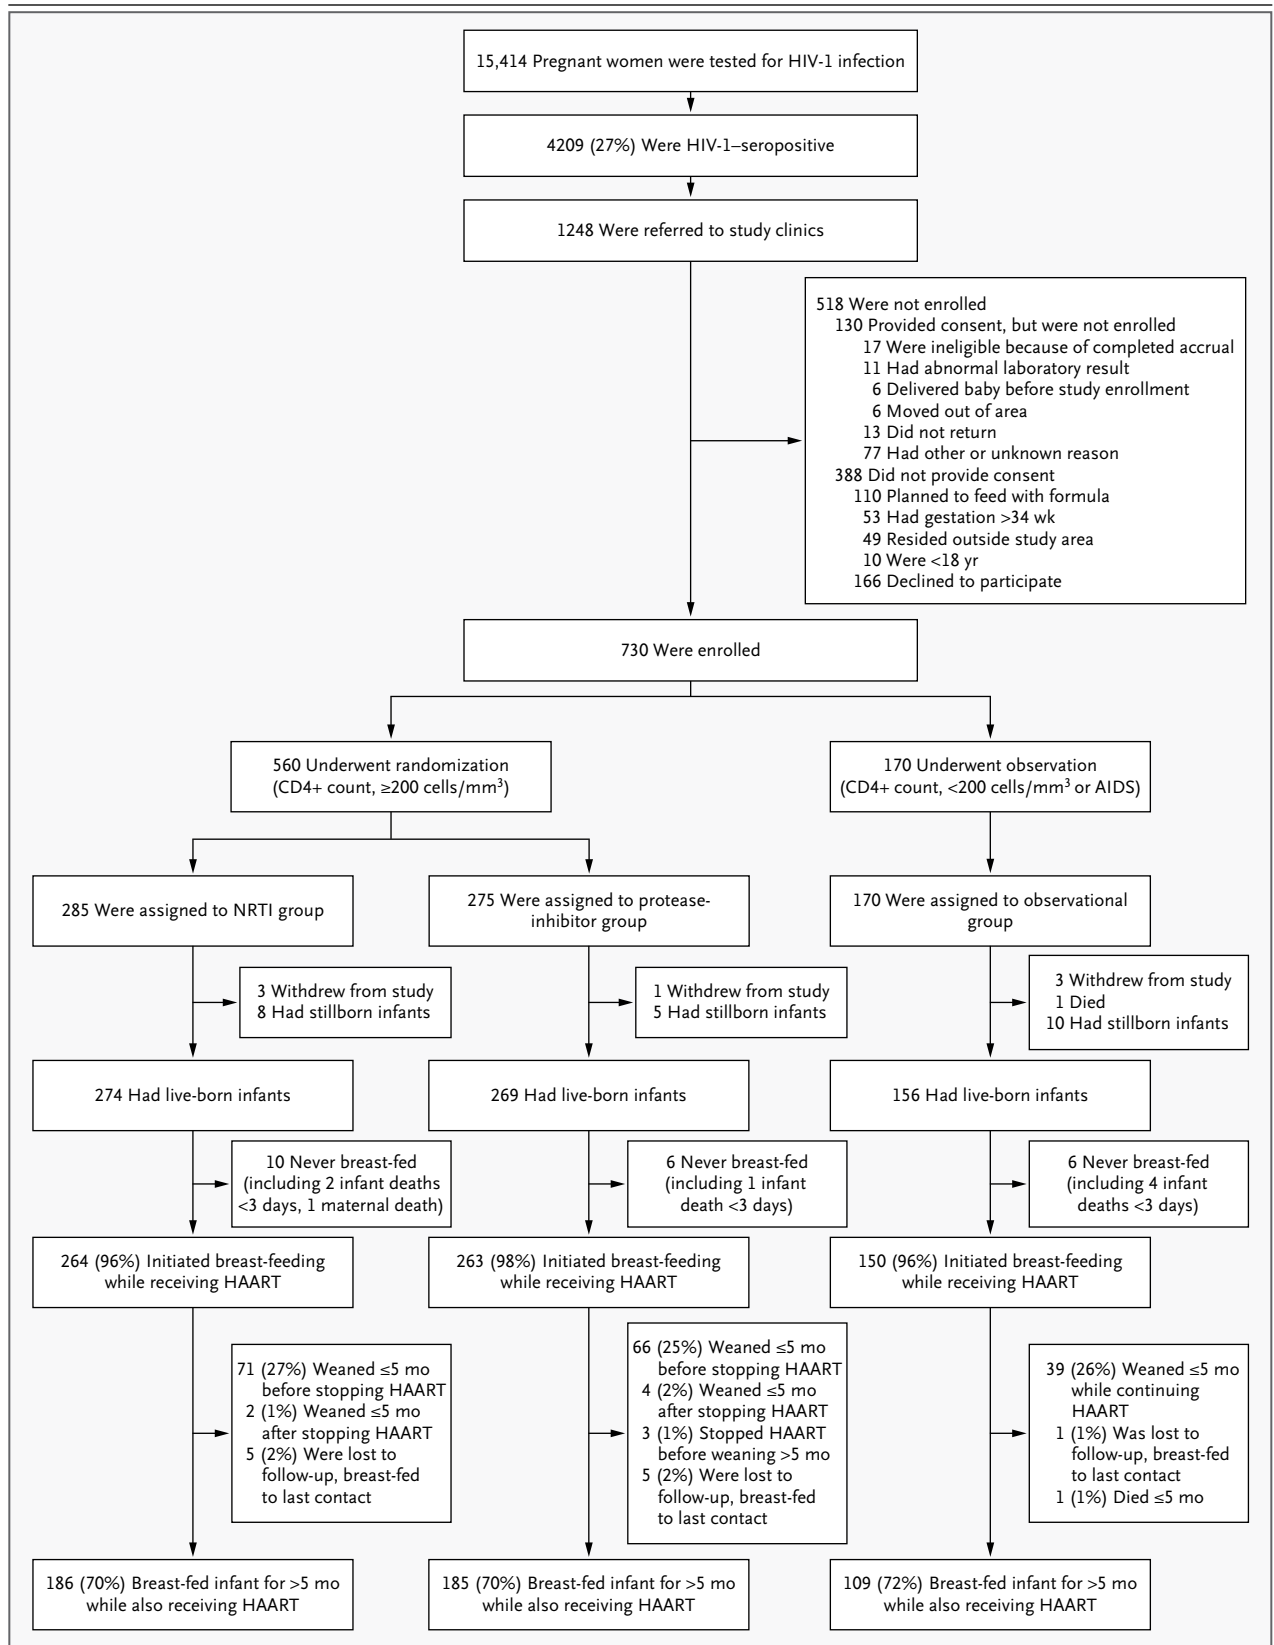 15,414 Pregnant women were tested for HIV-1 infection
4209 (27%) Were HIV-1–seropositive
1248 Were referred to study clinics
518 Were not enrolled
130 Provided consent, but were not enrolled
17 Were ineligible because of completed accrual
11 Had abnormal laboratory result
6 Delivered baby before study enrollment
6 Moved out of area
13 Did not return
77 Had other or unknown reason
388 Did not provide consent
110 Planned to feed with formula
53 Had gestation >34 wk
49 Resided outside study area
10 Were <18 yr
166 Declined to participate
730 Were enrolled
560 Underwent randomization
(CD4+ count, ≥200 cells/mm³)
170 Underwent observation
(CD4+ count, <200 cells/mm³ or AIDS)
285 Were assigned to NRTI group
275 Were assigned to protease-
inhibitor group
170 Were assigned to observational
group
3 Withdrew from study
8 Had stillborn infants
1 Withdrew from study
5 Had stillborn infants
3 Withdrew from study
1 Died
10 Had stillborn infants
274 Had live-born infants
269 Had live-born infants
156 Had live-born infants
10 Never breast-fed
(including 2 infant deaths
<3 days, 1 maternal death)
6 Never breast-fed
(including 1 infant
death <3 days)
6 Never breast-fed
(including 4 infant
deaths <3 days)
264 (96%) Initiated breast-feeding
while receiving HAART
263 (98%) Initiated breast-feeding
while receiving HAART
150 (96%) Initiated breast-feeding
while receiving HAART
71 (27%) Weaned ≤5 mo
before stopping HAART
2 (1%) Weaned ≤5 mo
after stopping HAART
5 (2%) Were lost to
follow-up, breast-fed
to last contact
66 (25%) Weaned ≤5 mo
before stopping HAART
4 (2%) Weaned ≤5 mo
after stopping HAART
3 (1%) Stopped HAART
before weaning >5 mo
5 (2%) Were lost to
follow-up, breast-fed
to last contact
39 (26%) Weaned ≤5 mo
while continuing
HAART
1 (1%) Was lost to
follow-up, breast-fed
to last contact
1 (1%) Died ≤5 mo
186 (70%) Breast-fed infant for >5 mo
while also receiving HAART
185 (70%) Breast-fed infant for >5 mo
while also receiving HAART
109 (72%) Breast-fed infant for >5 mo
while also receiving HAART